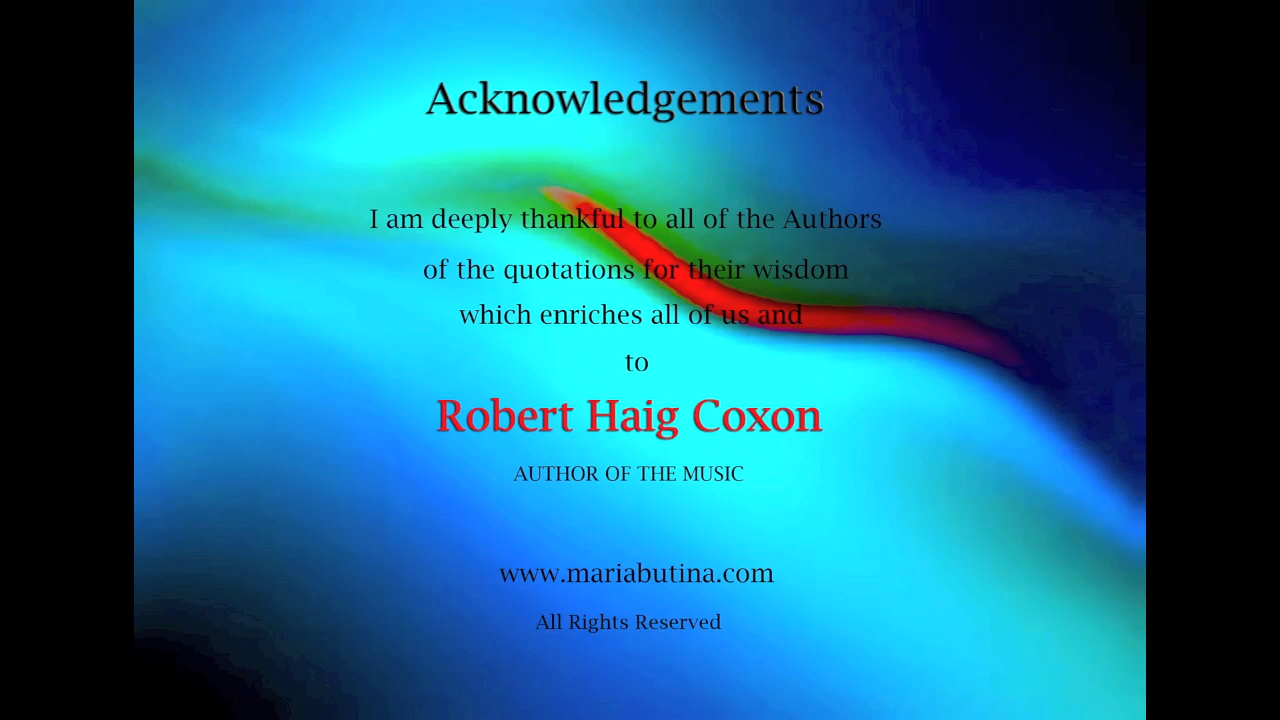 Acknowledgements
I am deeply thankful to all of the Authors
of the quotations for their wisdom
which enriches all of us and
to
Robert Haig Coxon
AUTHOR OF THE MUSIC
www.mariabutina.com
All Rights Reserved